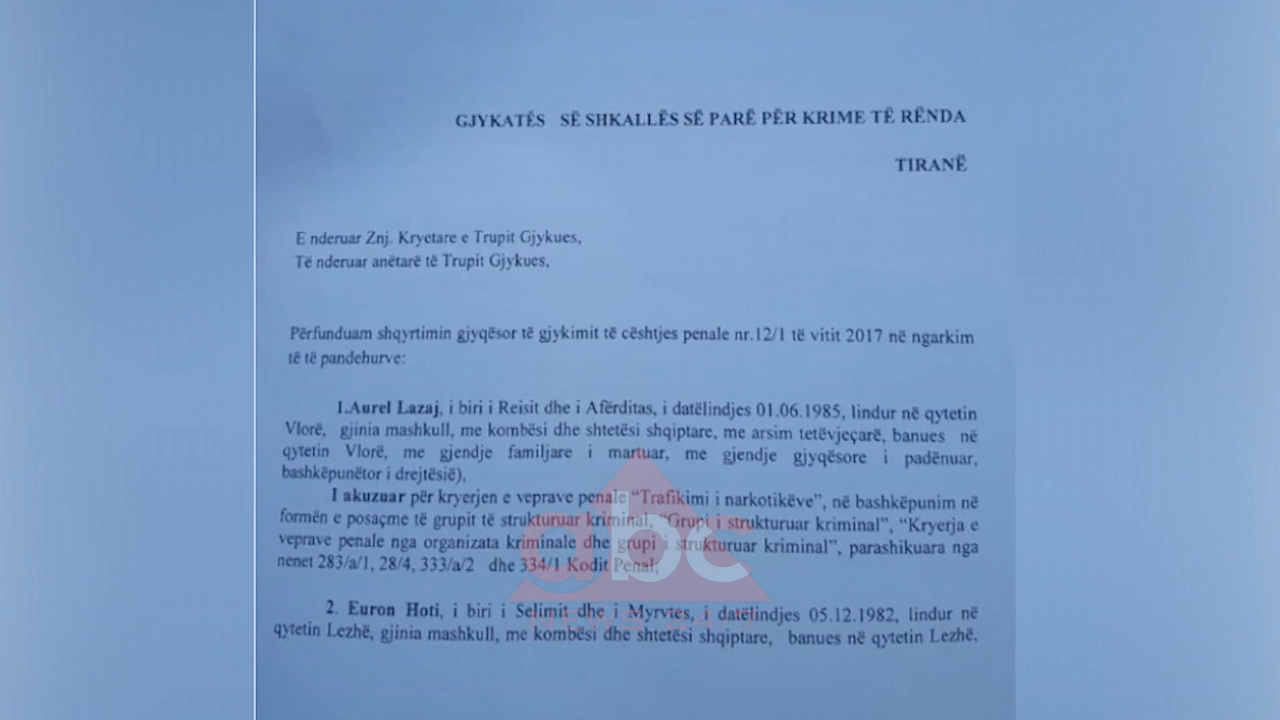 GJYKATËS SË SHKALLËS SË PARË PËR KRIME TË RËNDA
TIRANË
E nderuar Znj. Kryetare e Trupit Gjykues,
Të nderuar anëtarë të Trupit Gjykues,
Përfunduam shqyrtimin gjyqësor të gjykimit të cështjes penale nr.12/1 të vitit 2017 në ngarkim
të të pandehurve:
1.Aurel Lazaj, i biri i Reisit dhe i Afërditas, i datëlindjes 01.06.1985, lindur në qytetin
Vlorë, gjinia mashkull, me kombësi dhe shtetësi shqiptare, me arsim tetëvjeçarë, banues në
qytetin Vlorë, me gjendje familjare i martuar, me gjendje gjyqësore i padënuar,
bashkëpunëtor i drejtësië),
I akuzuar për kryerjen e veprave penale “Trafikimi i narkotikëve”, në bashkëpunim në
formën e posaçme të grupit të strukturuar kriminal, “Grupi i strukturuar kriminal”, “Kryerja e
veprave penale nga organizata kriminale dhe grupi i strukturuar kriminal”, parashikuara nga
nenet 283/a/1, 28/4, 333/a/2 dhe 334/1 Kodit Penal;
2. Euron Hoti, i biri i Selimit dhe i Myrvtes, i datëlindjes 05.12.1982, lindur në
qytetin Lezhë, gjinia mashkull, me kombësi dhe shtetësi shqiptare, banues në qytetin Lezhë,
abc
NEWS 24/7